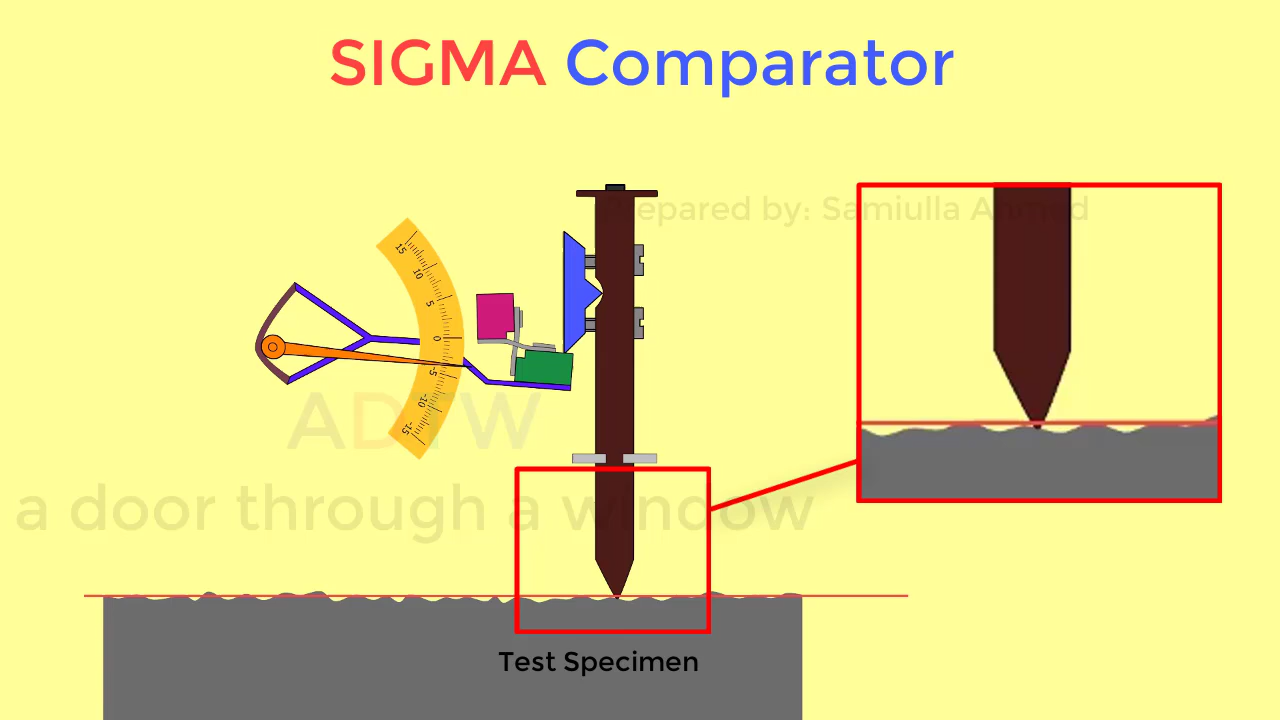 SIGMA Comparator
Prepared by: Samiulla Ahmed
15
10
5
0
-5
-10
-15
ADTW
a door through a window
Test Specimen